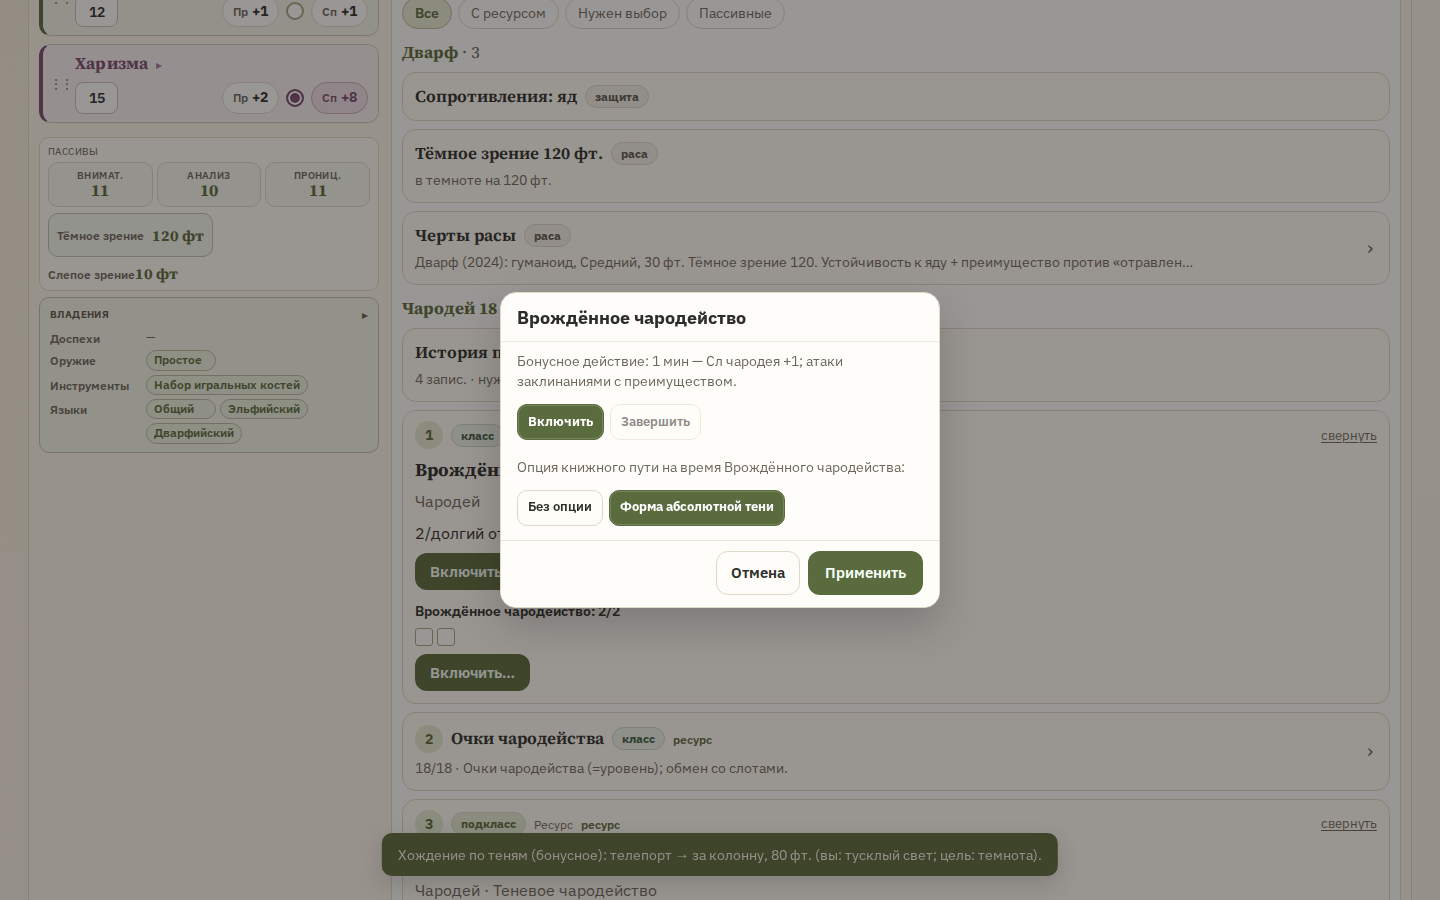 12
Пр +1
Сп +1
Харизма ▸
15
Пр +2
Сп +8
ПАССИВЫ
ВНИМАТ.
11
АНАЛИЗ
10
ПРОНИЦ.
11
Тёмное зрение 120 фт
Слепое зрение10 фт
ВЛАДЕНИЯ ▸
Доспехи —
Оружие Простое
Инструменты Набор игральных костей
Языки Общий Эльфийский
Дварфийский
Все С ресурсом Нужен выбор Пассивные
Дварф · 3
Сопротивления: яд защита
Тёмное зрение 120 фт. раса
в темноте на 120 фт.
Черты расы раса
Дварф (2024): гуманоид, Средний, 30 фт. Тёмное зрение 120. Устойчивость к яду + преимущество против «отравлен… ›
Чародей 18
История п
4 запис. · нуж
1 класс свернуть
Врождён
Чародей
2/долгий от
Включить
Врождённое чародейство: 2/2
Включить…
2 Очки чародейства класс ресурс
18/18 · Очки чародейства (=уровень); обмен со слотами. ›
3 подкласс Ресурс ресурс свернуть
Чародей · Теневое чародейство
Врождённое чародейство
Бонусное действие: 1 мин — Сл чародея +1; атаки
заклинаниями с преимуществом.
Включить Завершить
Опция книжного пути на время Врождённого чародейства:
Без опции Форма абсолютной тени
Отмена Применить
Хождение по теням (бонусное): телепорт → за колонну, 80 фт. (вы: тусклый свет; цель: темнота).